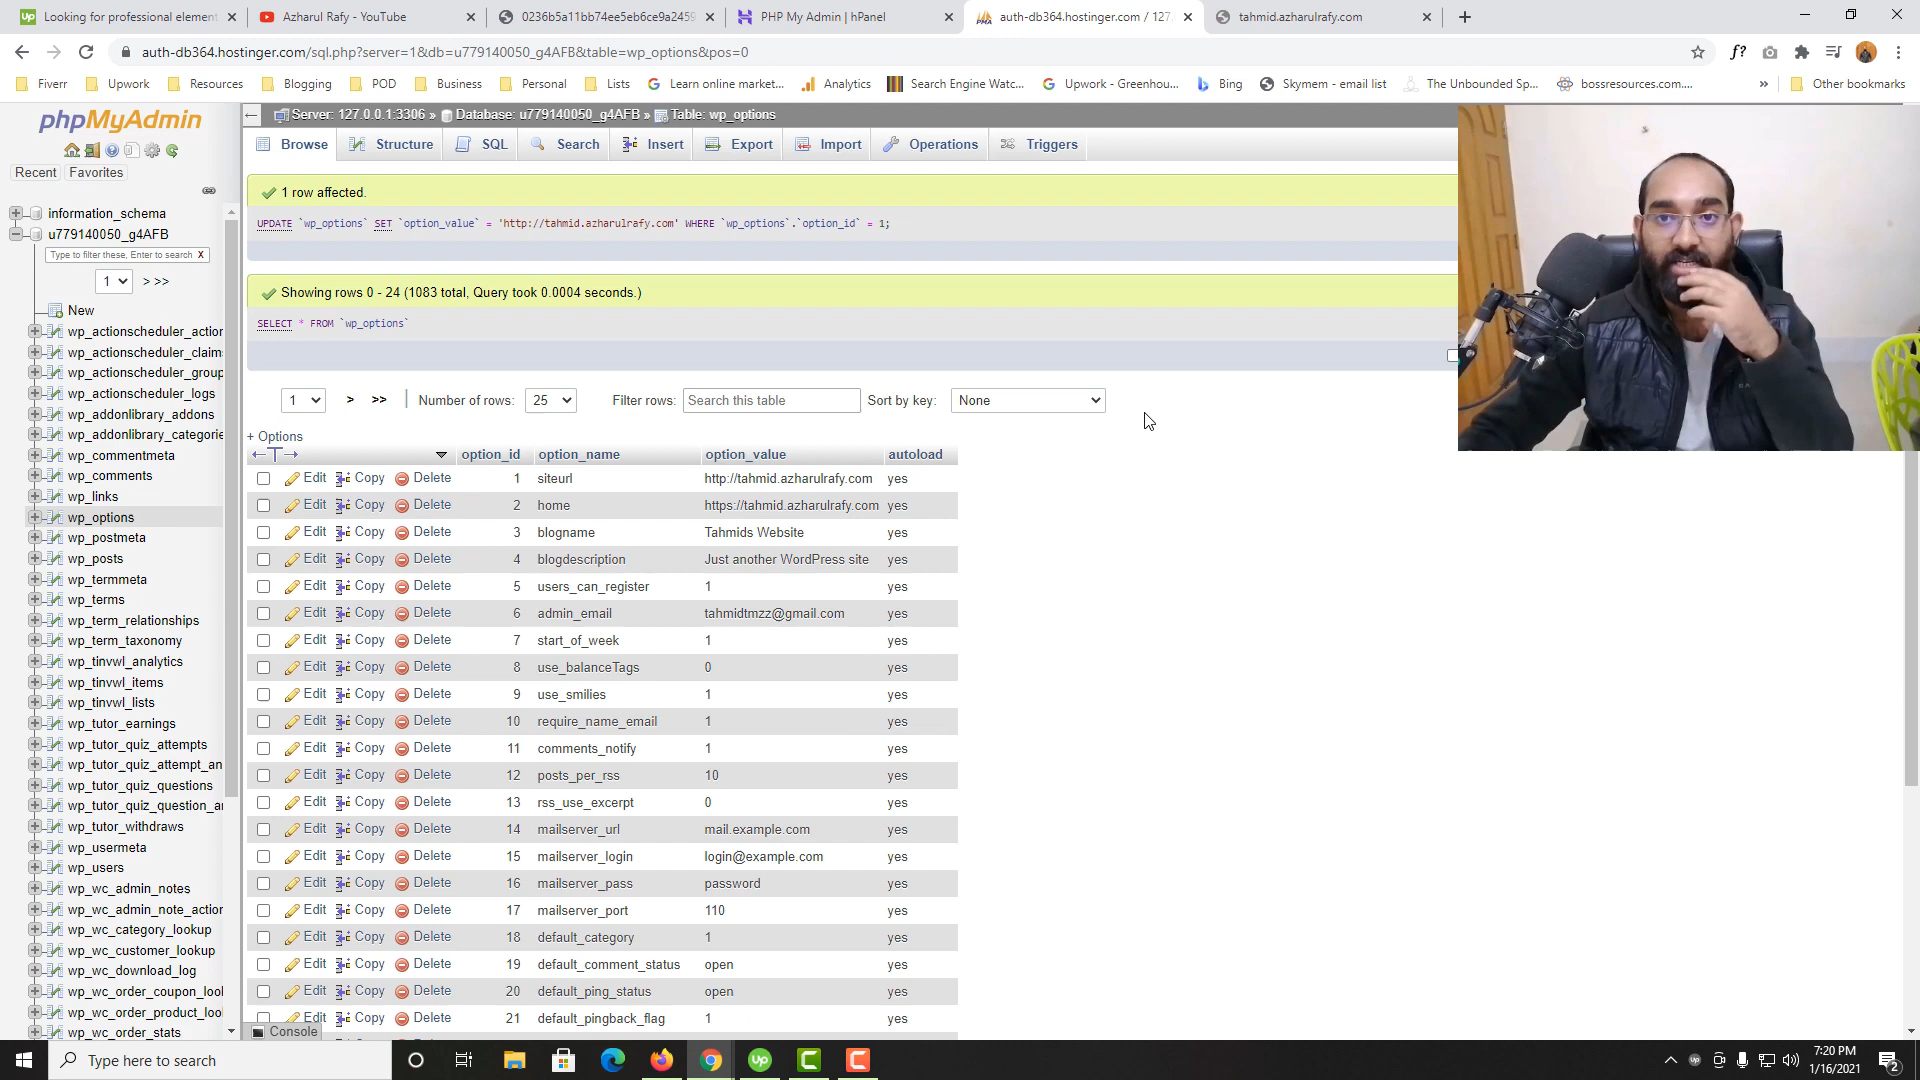 Looking for professional element
Azharul Rafy - YouTube
0236b5a11bb74ee5eb6ce9a2459
PHP My Admin | hPanel
auth-db364.hostinger.com / 127.
tahmid.azharulrafy.com
auth-db364.hostinger.com/sql.php?server=1&db=u779140050_g4AFB&table=wp_options&pos=0
Fiverr
Upwork
Resources
Blogging
POD
Business
Personal
Lists
Learn online market...
Analytics
Search Engine Watc...
Upwork - Greenhou...
Bing
Skymem - email list
The Unbounded Sp...
bossresources.com....
Other bookmarks
phpMyAdmin
Recent
Favorites
information_schema
u779140050_g4AFB
Type to filter these, Enter to search X
1 > >>
New
wp_actionscheduler_action
wp_actionscheduler_claims
wp_actionscheduler_group
wp_actionscheduler_logs
wp_addonlibrary_addons
wp_addonlibrary_categorie
wp_commentmeta
wp_comments
wp_links
wp_options
wp_postmeta
wp_posts
wp_termmeta
wp_terms
wp_term_relationships
wp_term_taxonomy
wp_tinvwl_analytics
wp_tinvwl_items
wp_tinvwl_lists
wp_tutor_earnings
wp_tutor_quiz_attempts
wp_tutor_quiz_attempt_an
wp_tutor_quiz_questions
wp_tutor_quiz_question_a
wp_tutor_withdraws
wp_usermeta
wp_users
wp_wc_admin_notes
wp_wc_admin_note_action
wp_wc_category_lookup
wp_wc_customer_lookup
wp_wc_download_log
wp_wc_order_coupon_lool
wp_wc_order_product_loo
wp_wc_order_stats
Server: 127.0.0.1:3306 » Database: u779140050_g4AFB » Table: wp_options
Browse Structure SQL Search Insert Export Import Operations Triggers
1 row affected.
UPDATE `wp_options` SET `option_value` = 'http://tahmid.azharulrafy.com' WHERE `wp_options`.`option_id` = 1;
Showing rows 0 - 24 (1083 total, Query took 0.0004 seconds.)
SELECT * FROM `wp_options`
1 > >> Number of rows: 25 Filter rows: Search this table Sort by key: None
+ Options
option_id option_name option_value autoload
Edit Copy Delete 1 siteurl http://tahmid.azharulrafy.com yes
Edit Copy Delete 2 home https://tahmid.azharulrafy.com yes
Edit Copy Delete 3 blogname Tahmids Website yes
Edit Copy Delete 4 blogdescription Just another WordPress site yes
Edit Copy Delete 5 users_can_register 1 yes
Edit Copy Delete 6 admin_email tahmidtmzz@gmail.com yes
Edit Copy Delete 7 start_of_week 1 yes
Edit Copy Delete 8 use_balanceTags 0 yes
Edit Copy Delete 9 use_smilies 1 yes
Edit Copy Delete 10 require_name_email 1 yes
Edit Copy Delete 11 comments_notify 1 yes
Edit Copy Delete 12 posts_per_rss 10 yes
Edit Copy Delete 13 rss_use_excerpt 0 yes
Edit Copy Delete 14 mailserver_url mail.example.com yes
Edit Copy Delete 15 mailserver_login login@example.com yes
Edit Copy Delete 16 mailserver_pass password yes
Edit Copy Delete 17 mailserver_port 110 yes
Edit Copy Delete 18 default_category 1 yes
Edit Copy Delete 19 default_comment_status open yes
Edit Copy Delete 20 default_ping_status open yes
Edit Copy Delete 21 default_pingback_flag 1 yes
Console
Type here to search
7:20 PM
1/16/2021
2